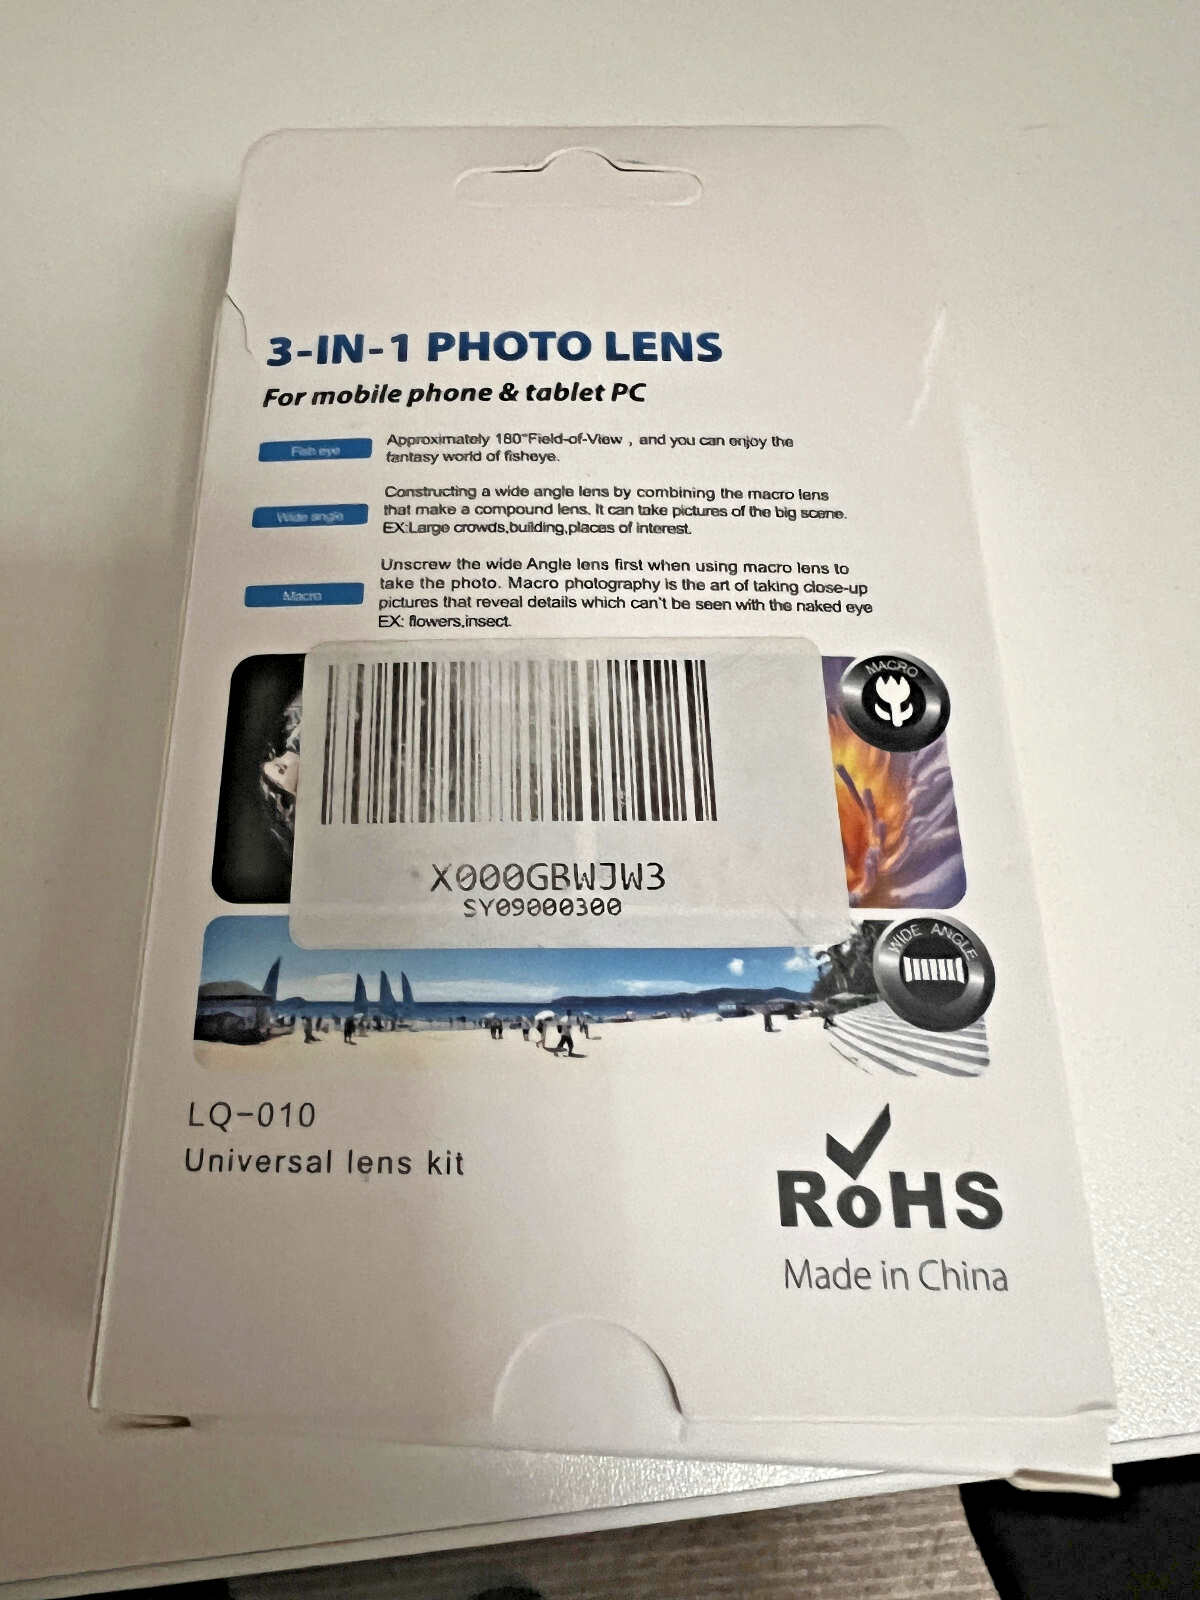 3-IN-1 PHOTO LENS
For mobile phone & tablet PC
Fish eye
Approximately 180°Field-of-View , and you can enjoy the
fantasy world of fisheye.
Wide angle
Constructing a wide angle lens by combining the macro lens
that make a compound lens. It can take pictures of the big scene.
EX:Large crowds,building,places of interest.
Macro
Unscrew the wide Angle lens first when using macro lens to
take the photo. Macro photography is the art of taking close-up
pictures that reveal details which can't be seen with the naked eye
EX: flowers,insect.
MACRO
X000GBWJW3
SY09000300
WIDE ANGLE
LQ-010
Universal lens kit
RoHS
Made in China